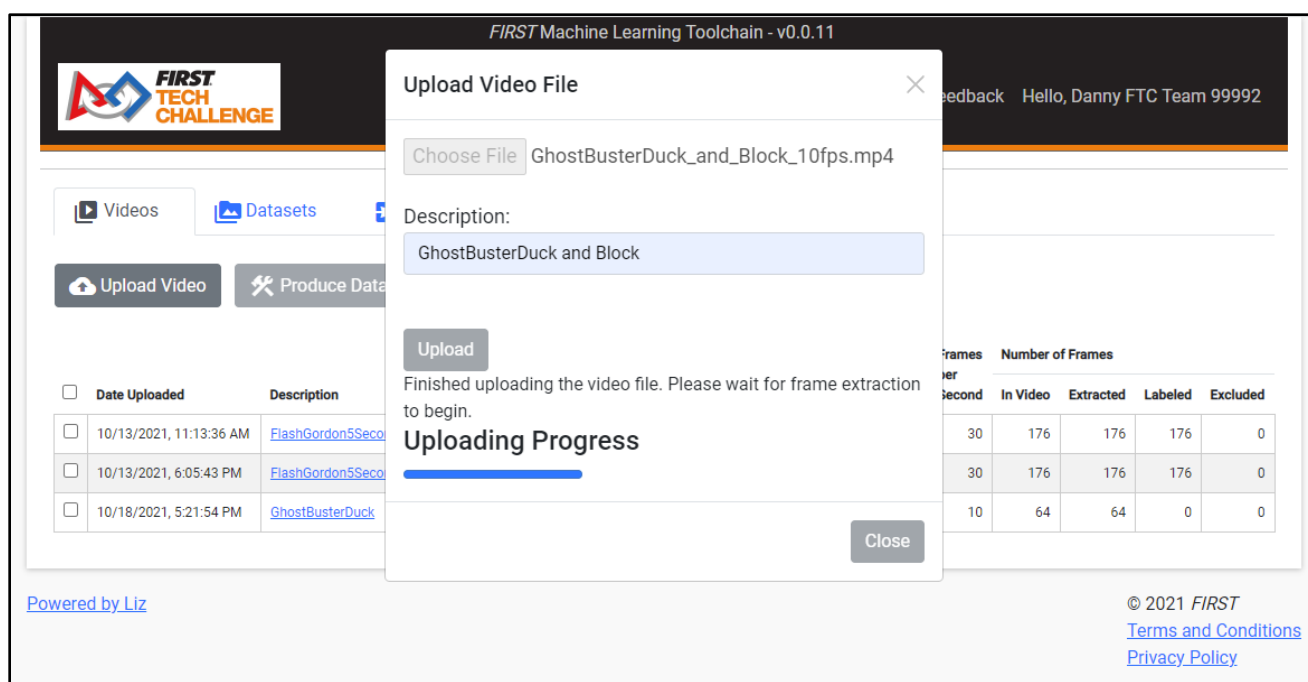 FIRST Machine Learning Toolchain - v0.0.11
FIRST
TECH
CHALLENGE
eedback Hello, Danny FTC Team 99992
Upload Video File
Choose File GhostBusterDuck_and_Block_10fps.mp4
Videos Datasets
Description:
GhostBusterDuck and Block
Upload Video Produce Data
Upload
Finished uploading the video file. Please wait for frame extraction
to begin.
Uploading Progress
Close
Frames Number of Frames
per
Date Uploaded Description Second In Video Extracted Labeled Excluded
10/13/2021, 11:13:36 AM FlashGordon5Seco 30 176 176 176 0
10/13/2021, 6:05:43 PM FlashGordon5Seco 30 176 176 176 0
10/18/2021, 5:21:54 PM GhostBusterDuck 10 64 64 0 0
Powered by Liz
© 2021 FIRST
Terms and Conditions
Privacy Policy